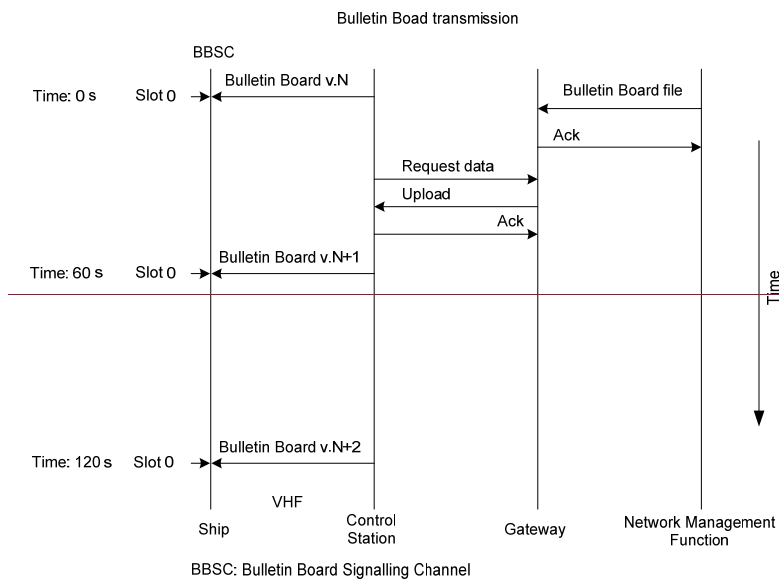 Bulletin Boad transmission
BBSC
Time: 0 s Slot 0 Bulletin Board v.N Bulletin Board file
Ack
Request data
Upload
Ack
Time: 60 s Slot 0 Bulletin Board v.N+1
Time
Time: 120 s Slot 0 Bulletin Board v.N+2
VHF
Ship Control Station Gateway Network Management Function
BBSC: Bulletin Board Signalling Channel